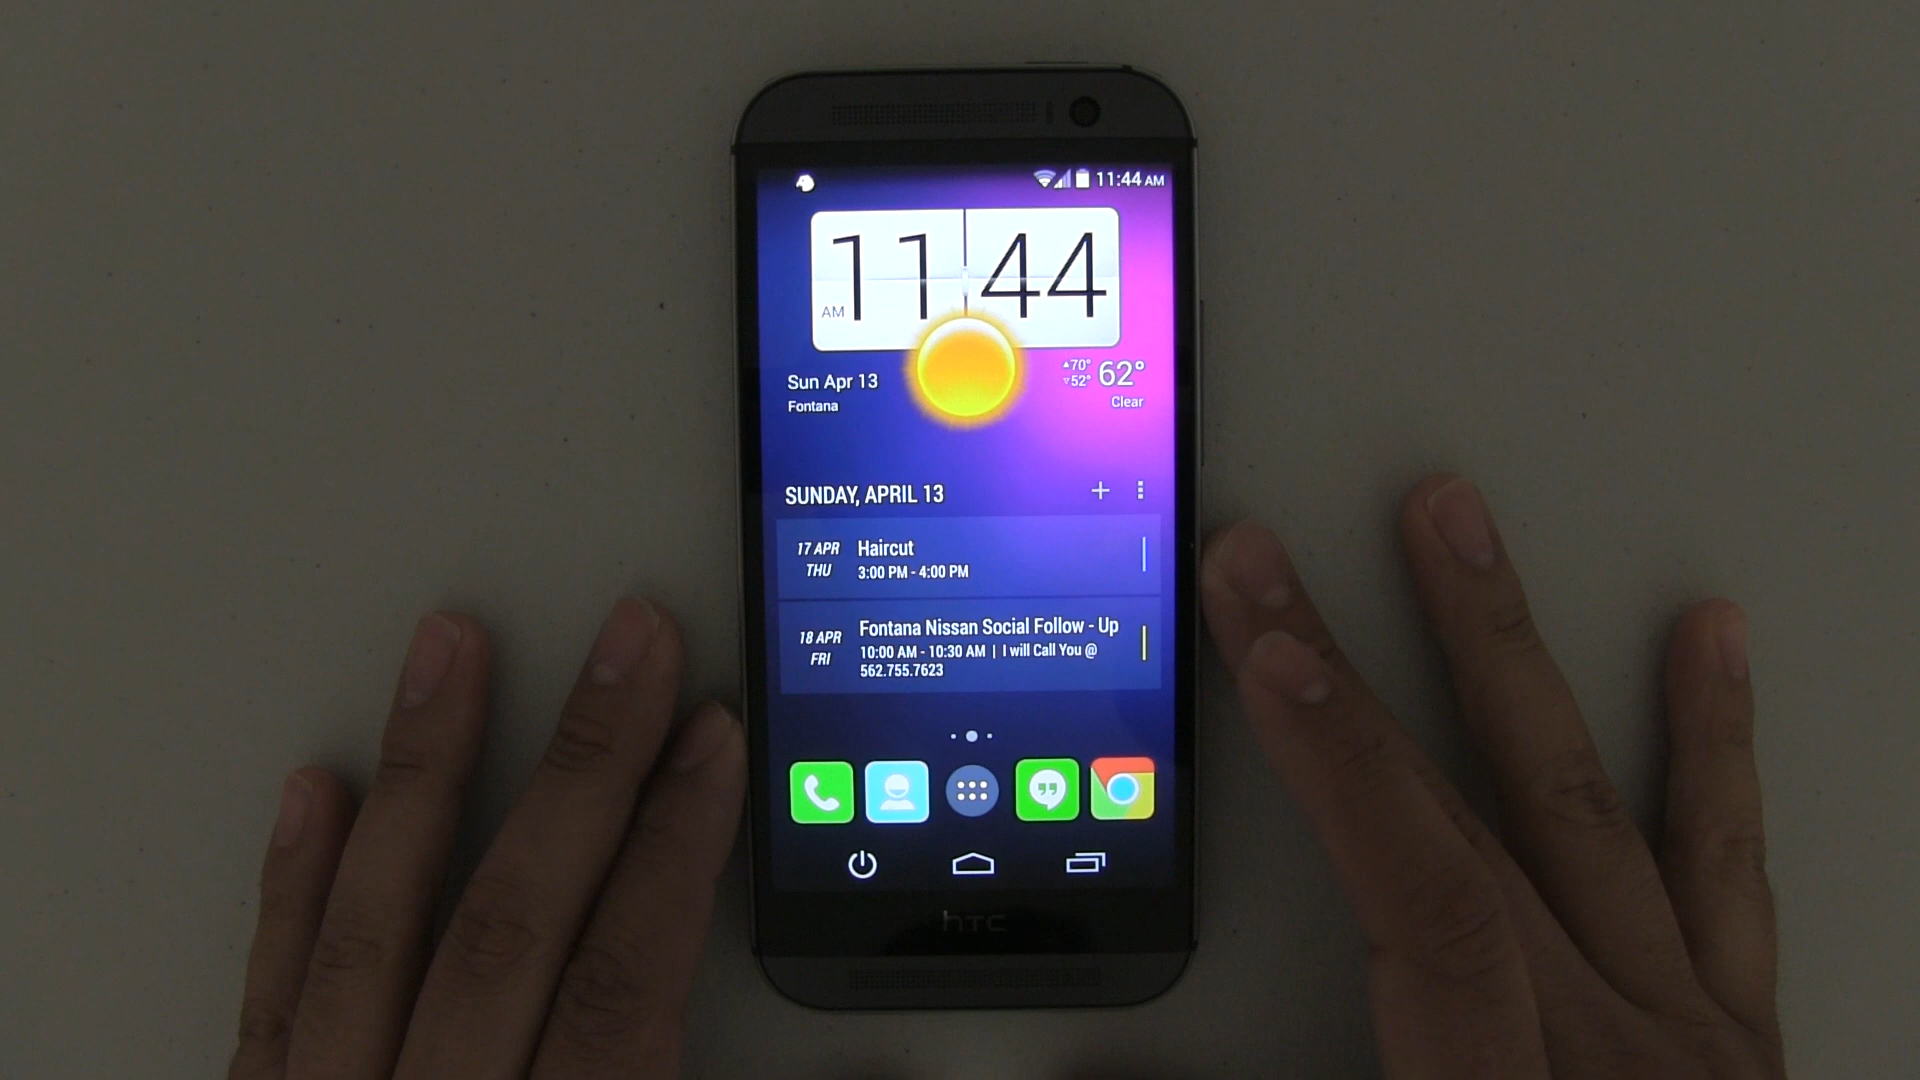 11:44 AM
11 44
AM
Sun Apr 13
Fontana
70°
52°
62°
Clear
SUNDAY, APRIL 13
17 APR
THU
Haircut
3:00 PM - 4:00 PM
18 APR
FRI
Fontana Nissan Social Follow - Up
10:00 AM - 10:30 AM | I will Call You @
562.755.7623
hTC